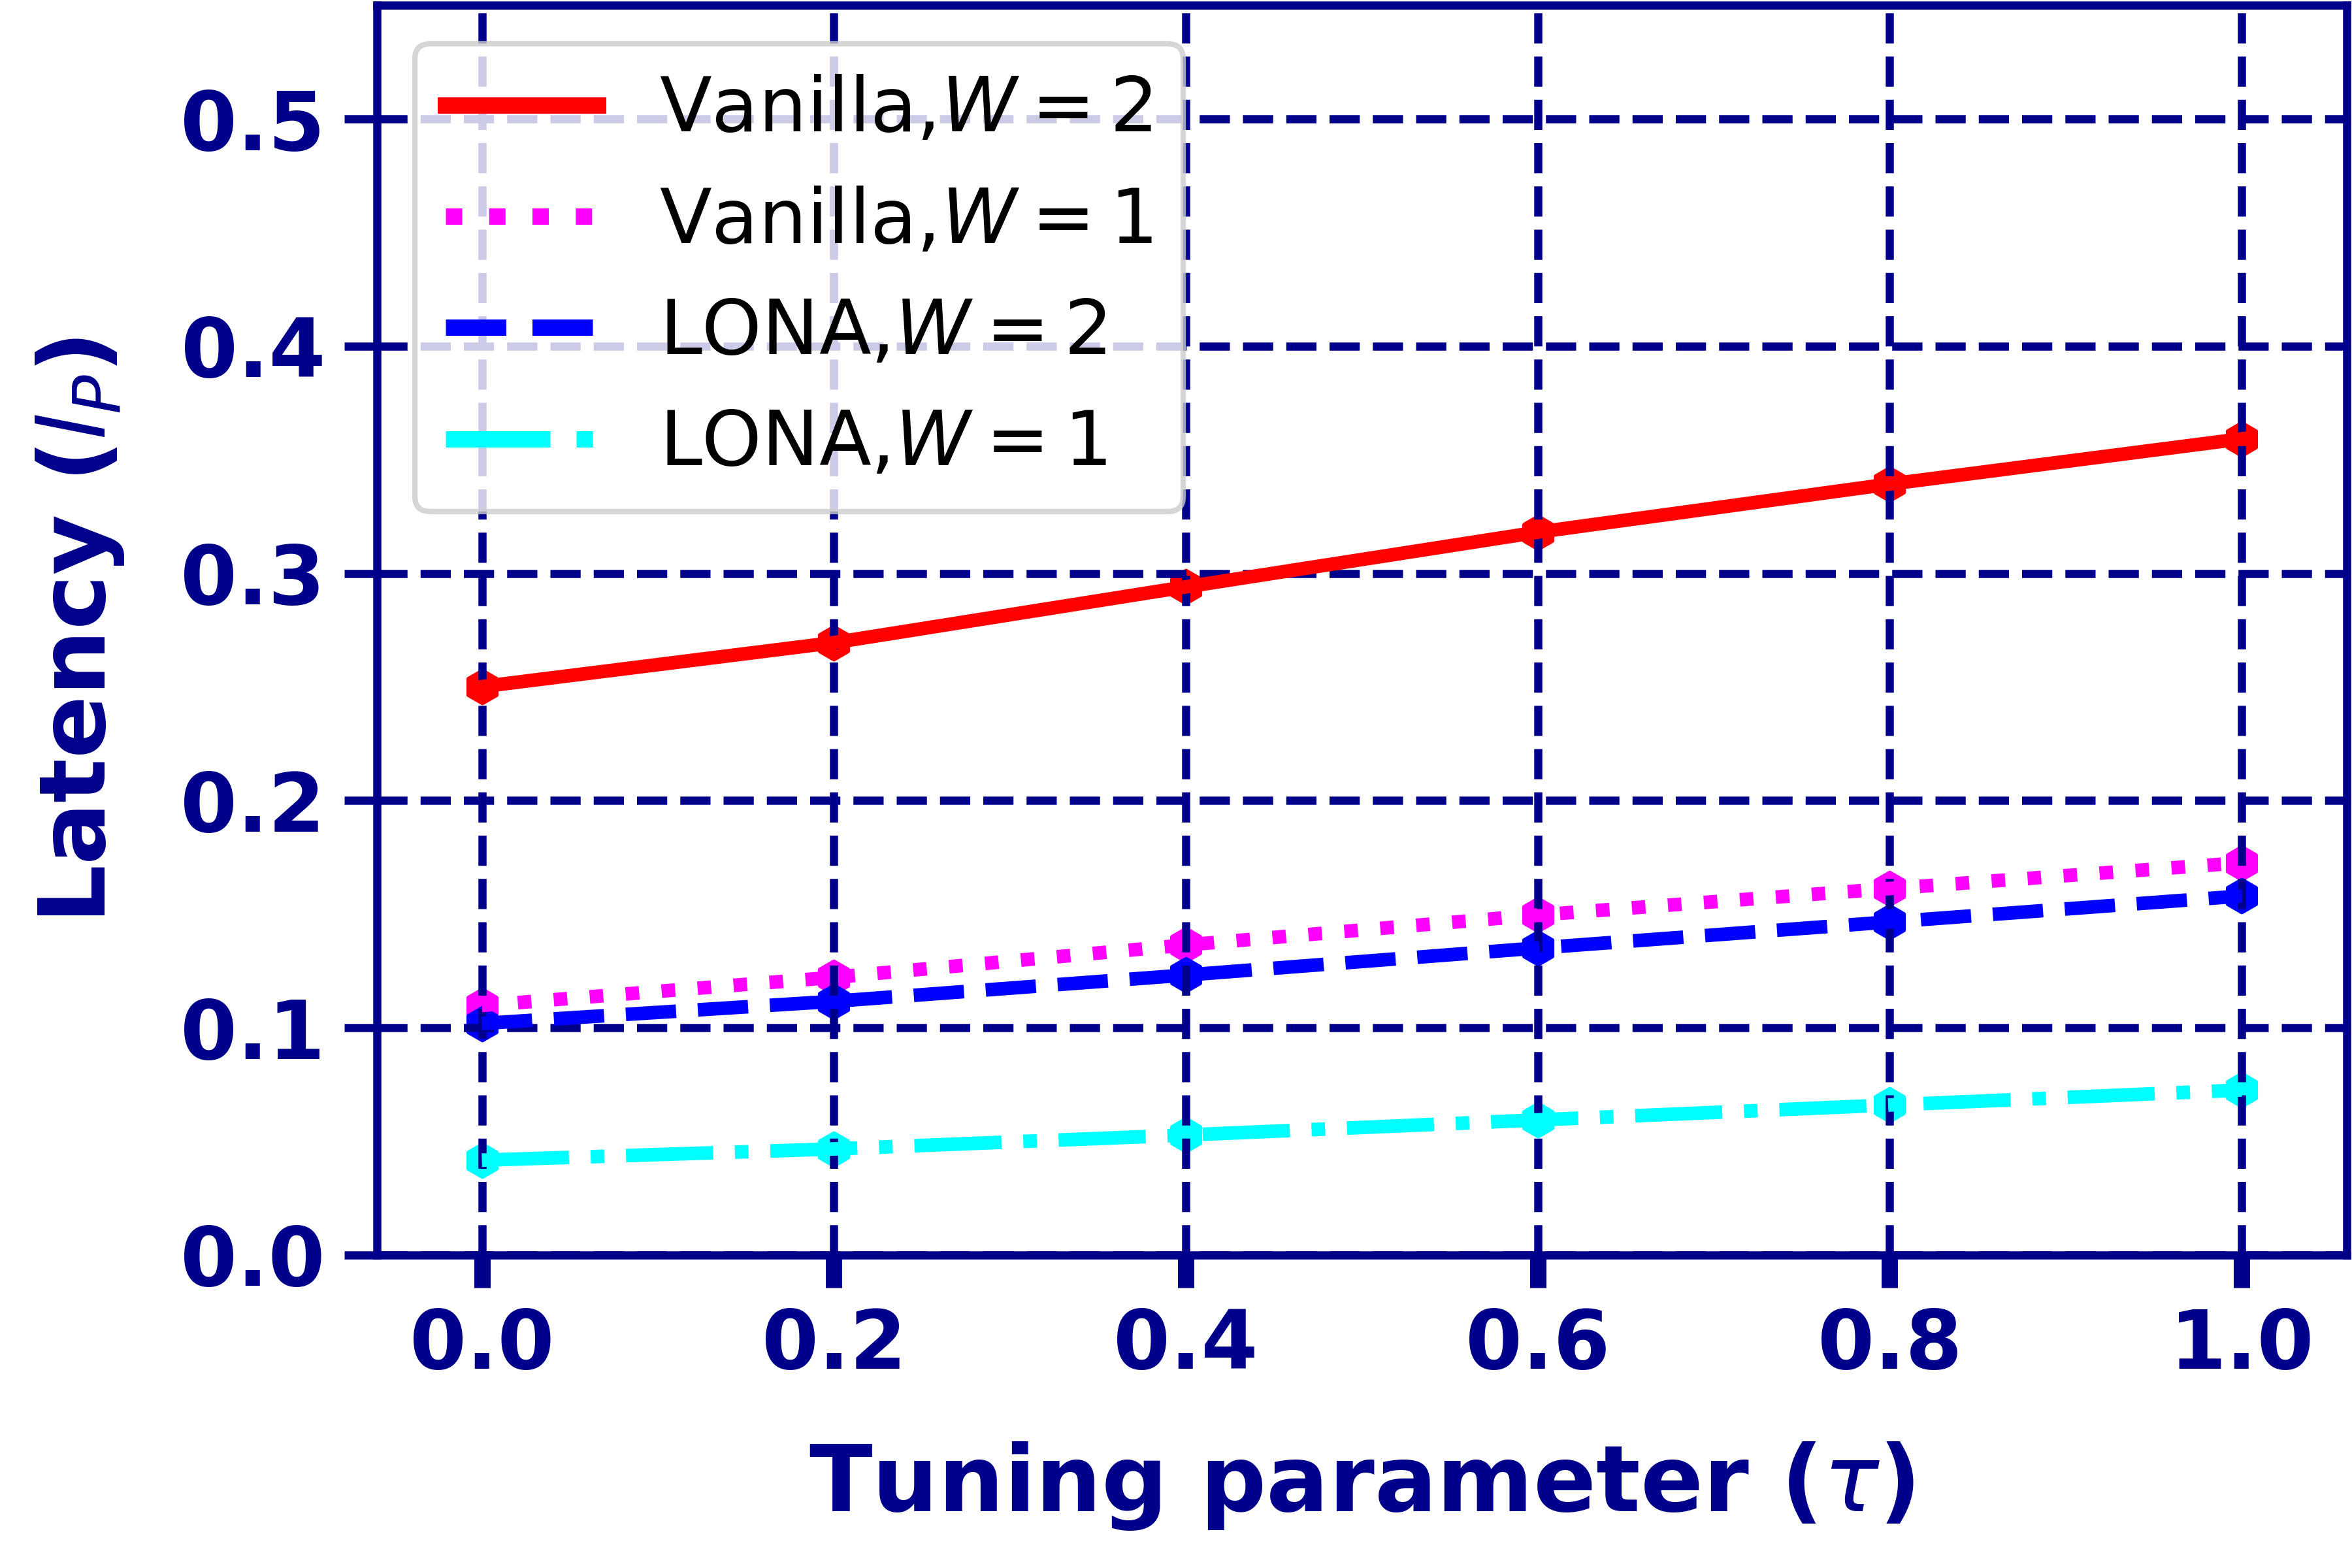 Vanilla,W = 2
Vanilla,W = 1
LONA,W = 2
LONA,W = 1
Latency (l_P)
0.5
0.4
0.3
0.2
0.1
0.0
0.0 0.2 0.4 0.6 0.8 1.0
Tuning parameter (τ)